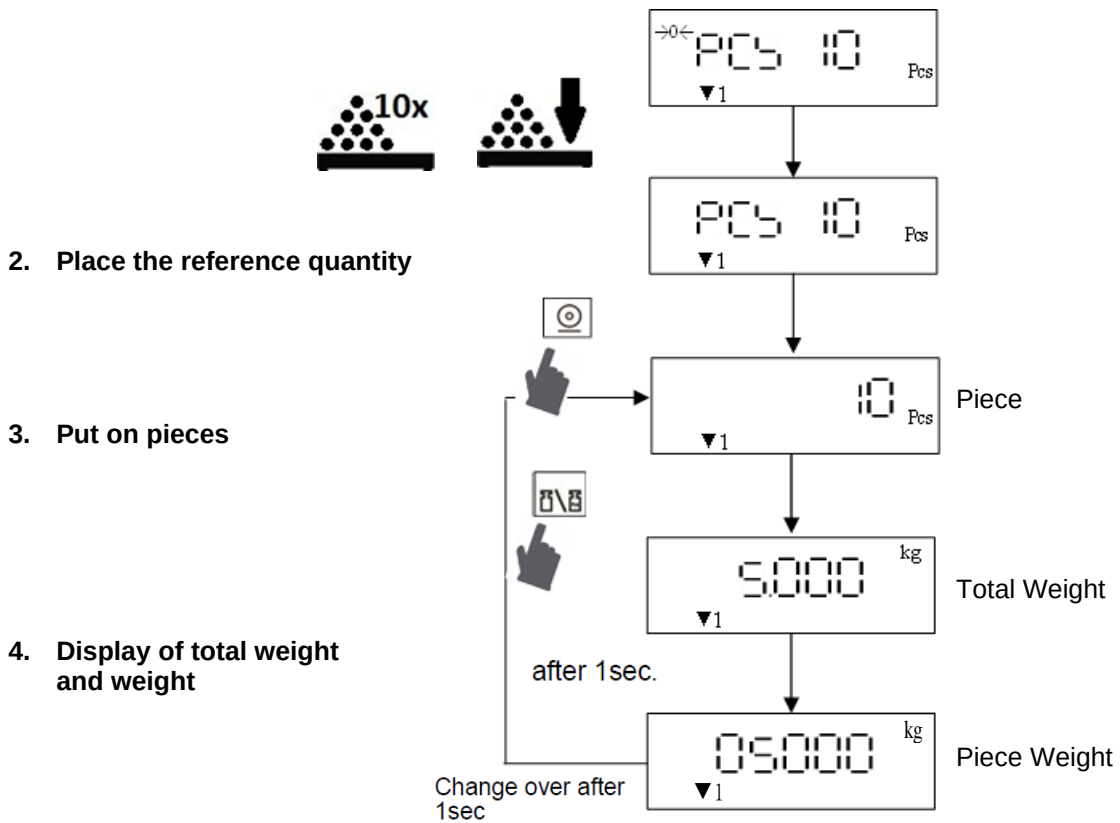 →0← PCS 10 Pcs
▼1
10x
PCS 10 Pcs
▼1
2. Place the reference quantity
10 Pcs
▼1
Piece
3. Put on pieces
5.000 kg
▼1
Total Weight
4. Display of total weight
and weight
after 1sec.
05000 kg
▼1
Piece Weight
Change over after
1sec